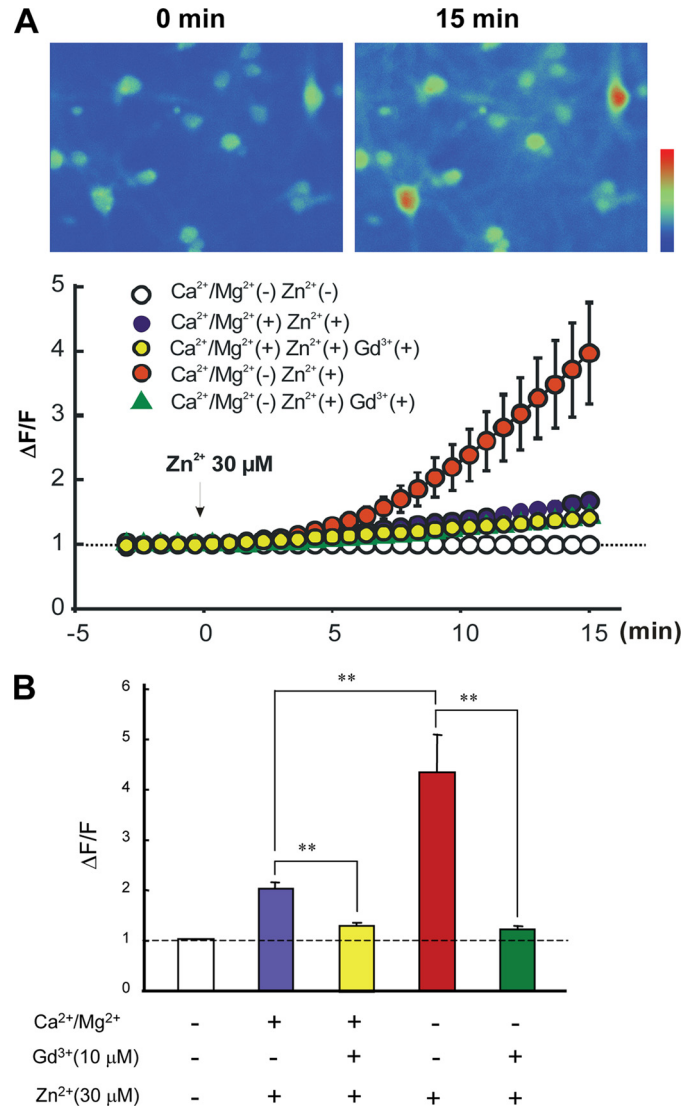 A
0 min
15 min
5
4
3
2
1
0
ΔF/F
Ca²⁺/Mg²⁺(-) Zn²⁺(-)
Ca²⁺/Mg²⁺(+) Zn²⁺(+)
Ca²⁺/Mg²⁺(+) Zn²⁺(+) Gd³⁺(+)
Ca²⁺/Mg²⁺(-) Zn²⁺(+)
Ca²⁺/Mg²⁺(-) Zn²⁺(+) Gd³⁺(+)
Zn²⁺ 30 μM
-5 0 5 10 15 (min)
B
6
5
4
3
2
1
0
ΔF/F
**
**
**
Ca²⁺/Mg²⁺ - + + - -
Gd³⁺(10 μM) - - + - +
Zn²⁺(30 μM) - + + + +